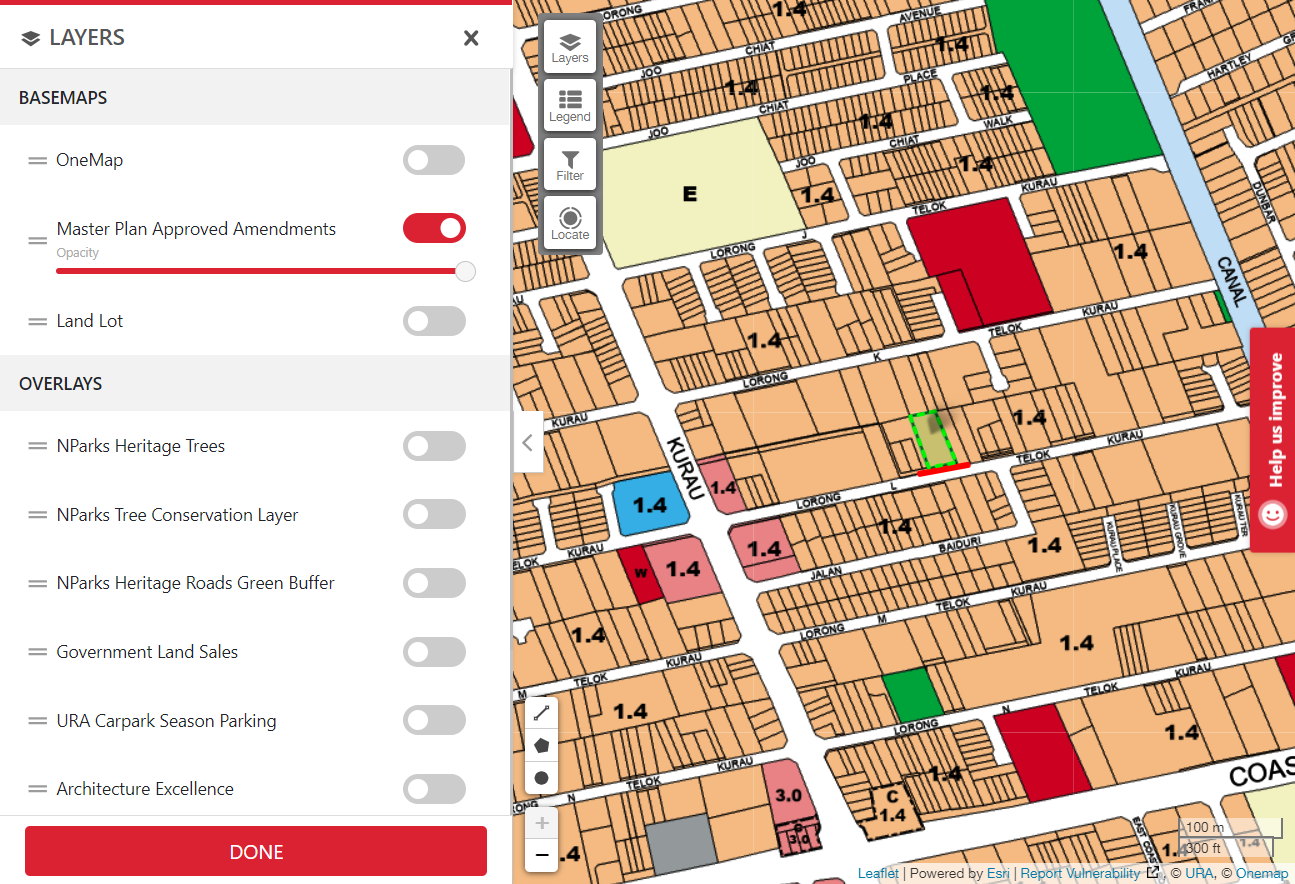 LAYERS
BASEMAPS
OneMap
Master Plan Approved Amendments
Opacity
Land Lot
OVERLAYS
NParks Heritage Trees
NParks Tree Conservation Layer
NParks Heritage Roads Green Buffer
Government Land Sales
URA Carpark Season Parking
Architecture Excellence
DONE
Layers
Legend
Filter
Locate
LORONG
1.4
AVENUE
1.4
CHIAT
JOO
PLACE
1.4
CHIAT
JOO
1.4
WALK
1.4
CHIAT
JOO
1.4
HARTLEY
DUNBAR
CANAL
E
1.4
KURAU
TELOK
J
LORONG
1.4
KURAU
TELOK
1.4
K
LORONG
KURAU
KURAU
1.4
KURAU
TELOK
L
LORONG
1.4
1.4
1.4
1.4
BAIDURI
JALAN
1.4
KURAU PLACE
KURAU GROVE
KURAU TER
KURAU
W
1.4
KURAU
TELOK
M
LORONG
1.4
1.4
KURAU
TELOK
M
1.4
KURAU
TELOK
N
LORONG
1.4
KURAU
TELOK
N
3.0
3.0
1.4
C
1.4
1.4
COAS
EAST COAS
1.4
1.4
100 m
300 ft
Help us improve
+
−
Leaflet | Powered by Esri | Report Vulnerability , © URA, © Onemap